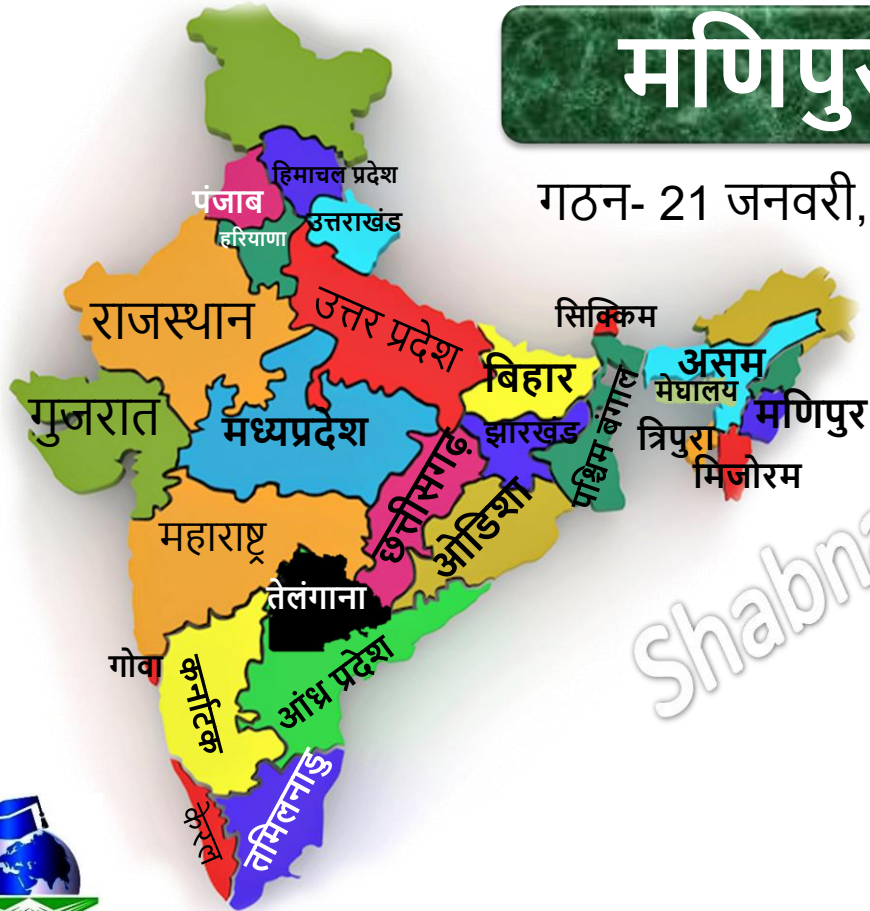 मणिपुर
गठन- 21 जनवरी,
हिमाचल प्रदेश
पंजाब
उत्तराखंड
हरियाणा
राजस्थान
उत्तर प्रदेश
सिक्किम
असम
बिहार
मेघालय
गुजरात
मध्यप्रदेश
झारखंड
पश्चिम बंगाल
मणिपुर
त्रिपुरा
मिजोरम
छत्तीसगढ़
ओडिशा
महाराष्ट्र
तेलंगाना
गोवा
कर्नाटक
आंध्र प्रदेश
तमिलनाडु
केरल